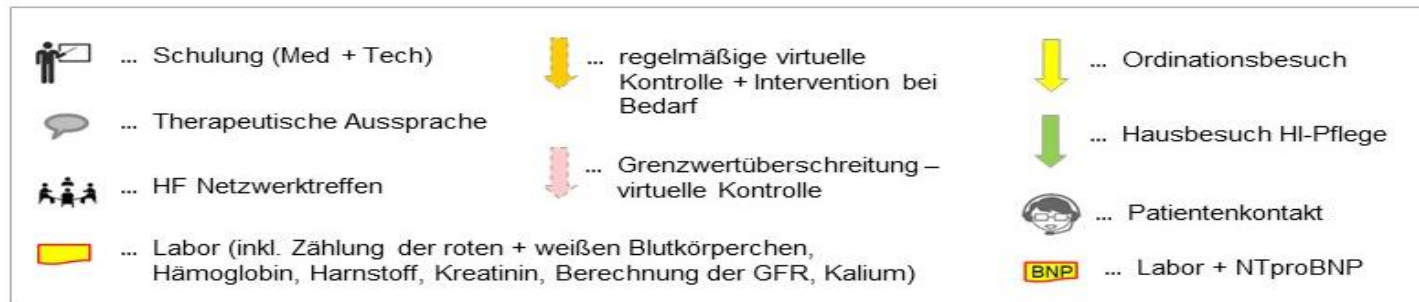 ... Schulung (Med + Tech)
... Therapeutische Aussprache
... HF Netzwerktreffen
... Labor (inkl. Zählung der roten + weißen Blutkörperchen,
Hämoglobin, Harnstoff, Kreatinin, Berechnung der GFR, Kalium)
... regelmäßige virtuelle
Kontrolle + Intervention bei
Bedarf
... Grenzwertüberschreitung –
virtuelle Kontrolle
... Ordinationsbesuch
... Hausbesuch HI-Pflege
... Patientenkontakt
BNP ... Labor + NTproBNP